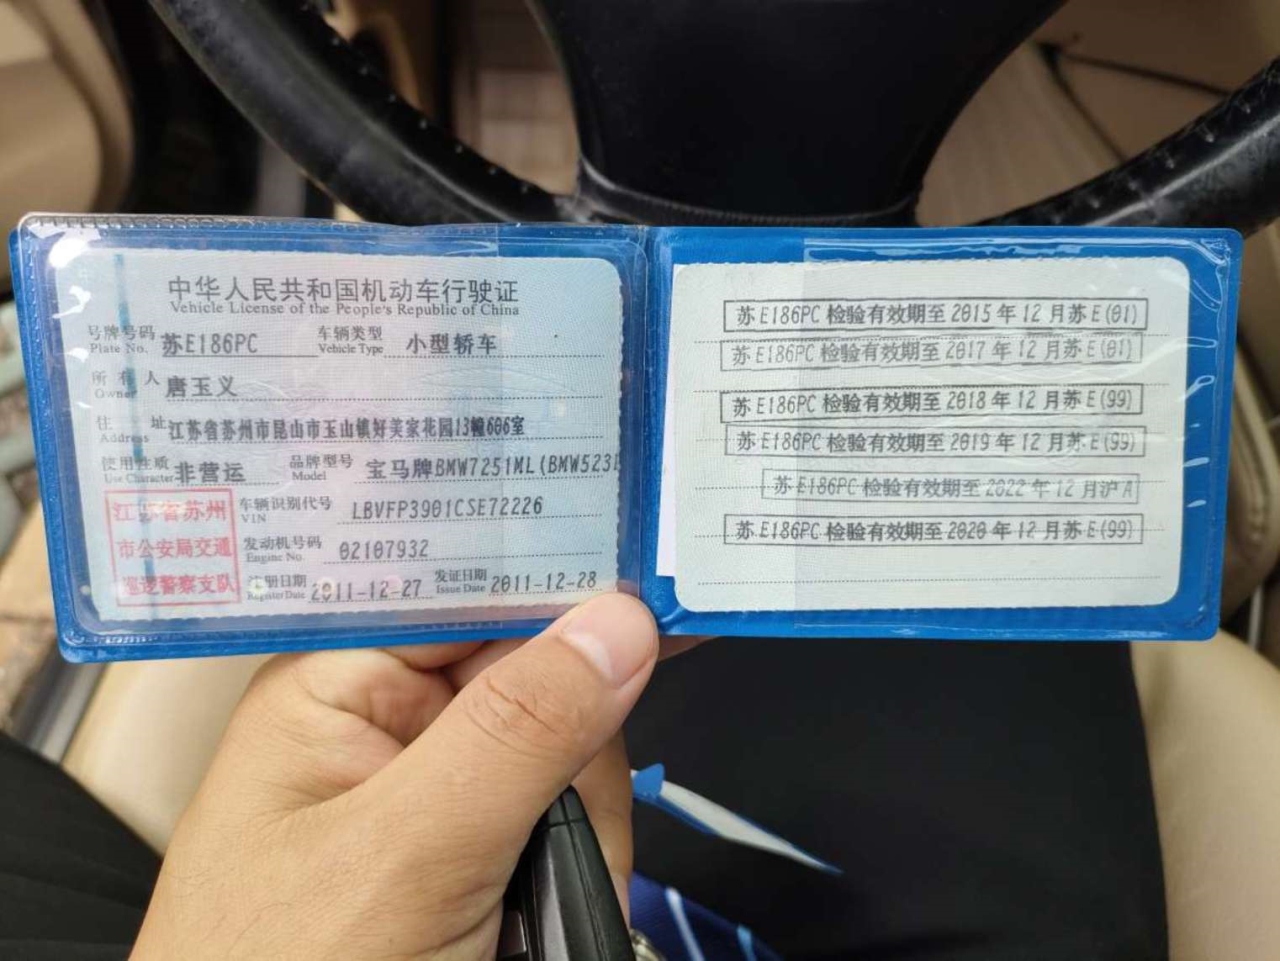 中华人民共和国机动车行驶证
Vehicle License of the People's Republic of China
号牌号码 Plate No. 苏E186PC 车辆类型 Vehicle Type 小型轿车
所有人 Owner 唐玉义
住址 Address 江苏省苏州市昆山市玉山镇好美家花园13幢606室
使用性质 Use Character 非营运 品牌型号 Model 宝马牌BMW7251ML(BMW523
江苏省苏州
市公安局交通
巡逻警察支队
车辆识别代号 VIN LBVFP3901CSE72226
发动机号码 Engine No. 02107932
注册日期 Register Date 2011-12-27 发证日期 Issue Date 2011-12-28
苏E186PC 检验有效期至 2015 年 12 月苏E(01)
苏E186PC 检验有效期至 2017 年 12 月苏E(01)
苏E186PC 检验有效期至 2018 年 12 月苏E(99)
苏E186PC 检验有效期至 2019 年 12 月苏E(99)
苏E186PC 检验有效期至 2022 年 12 月沪A
苏E186PC 检验有效期至 2020 年 12 月苏E(99)